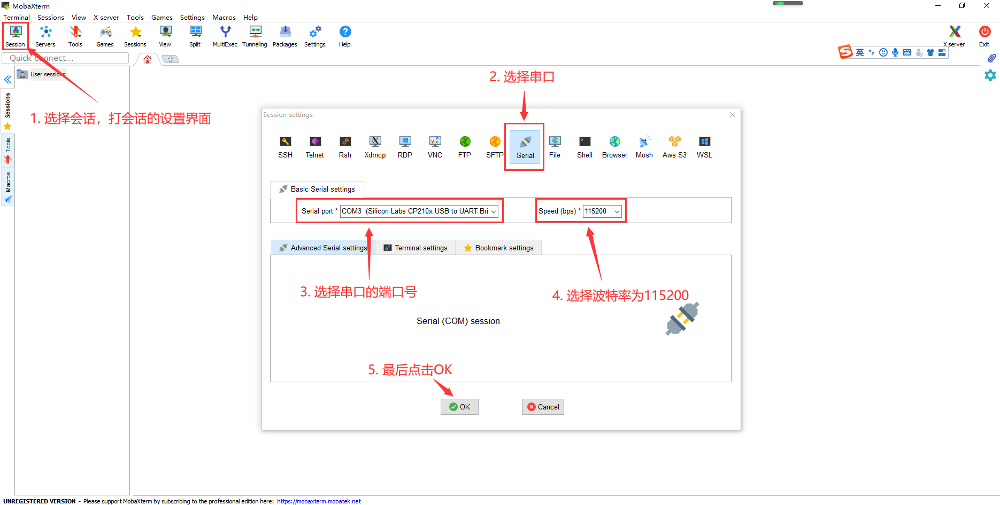 MobaXterm
Terminal Sessions View X server Tools Games Settings Macros Help
Session Servers Tools Games Sessions View Split MultiExec Tunneling Packages Settings Help X server Exit
Quick connect...
英
User sessions
2. 选择串口
Sessions
1. 选择会话，打会话的设置界面
Session settings
Tools
SSH Telnet Rsh Xdmcp RDP VNC FTP SFTP Serial File Shell Browser Mosh Aws S3 WSL
Macros
Basic Serial settings
Serial port * COM3 (Silicon Labs CP210x USB to UART Bri Speed (bps) * 115200
Advanced Serial settings Terminal settings Bookmark settings
3. 选择串口的端口号
4. 选择波特率为115200
Serial (COM) session
5. 最后点击OK
OK Cancel
UNREGISTERED VERSION - Please support MobaXterm by subscribing to the professional edition here: https://mobaxterm.mobatek.net